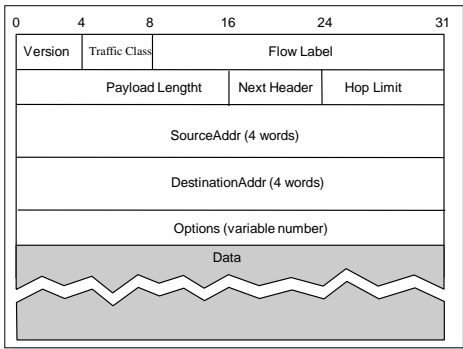 0 4 8 16 24 31
Version Traffic Class Flow Label
Payload Lengtht Next Header Hop Limit
SourceAddr (4 words)
DestinationAddr (4 words)
Options (variable number)
Data